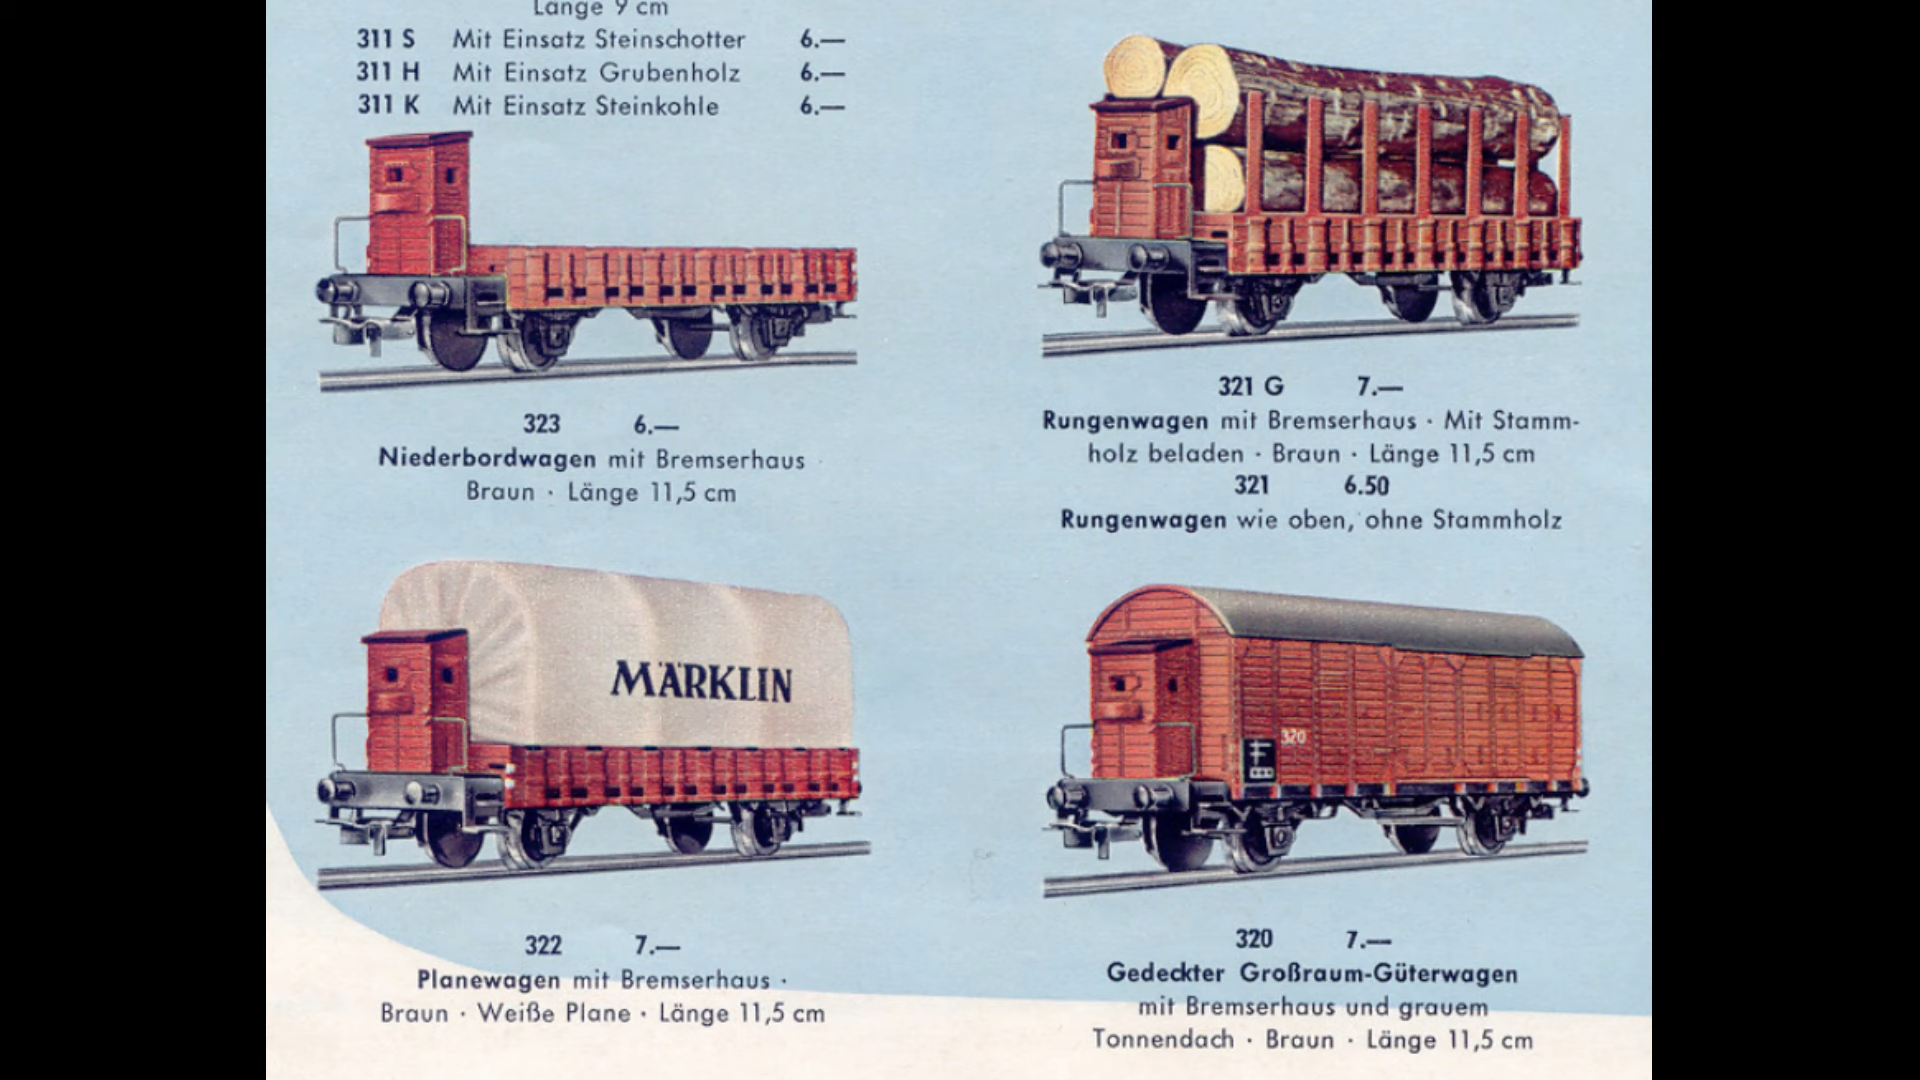 Länge 9 cm
311 S Mit Einsatz Steinschotter 6.—
311 H Mit Einsatz Grubenholz 6.—
311 K Mit Einsatz Steinkohle 6.—
323 6.—
Niederbordwagen mit Bremserhaus ·
Braun · Länge 11,5 cm
321 G 7.—
Rungenwagen mit Bremserhaus · Mit Stamm-
holz beladen · Braun · Länge 11,5 cm
321 6.50
Rungenwagen wie oben, ohne Stammholz
MÄRKLIN
322 7.—
Planewagen mit Bremserhaus ·
Braun · Weiße Plane · Länge 11,5 cm
320
320 7.—
Gedeckter Großraum-Güterwagen
mit Bremserhaus und grauem
Tonnendach · Braun · Länge 11,5 cm